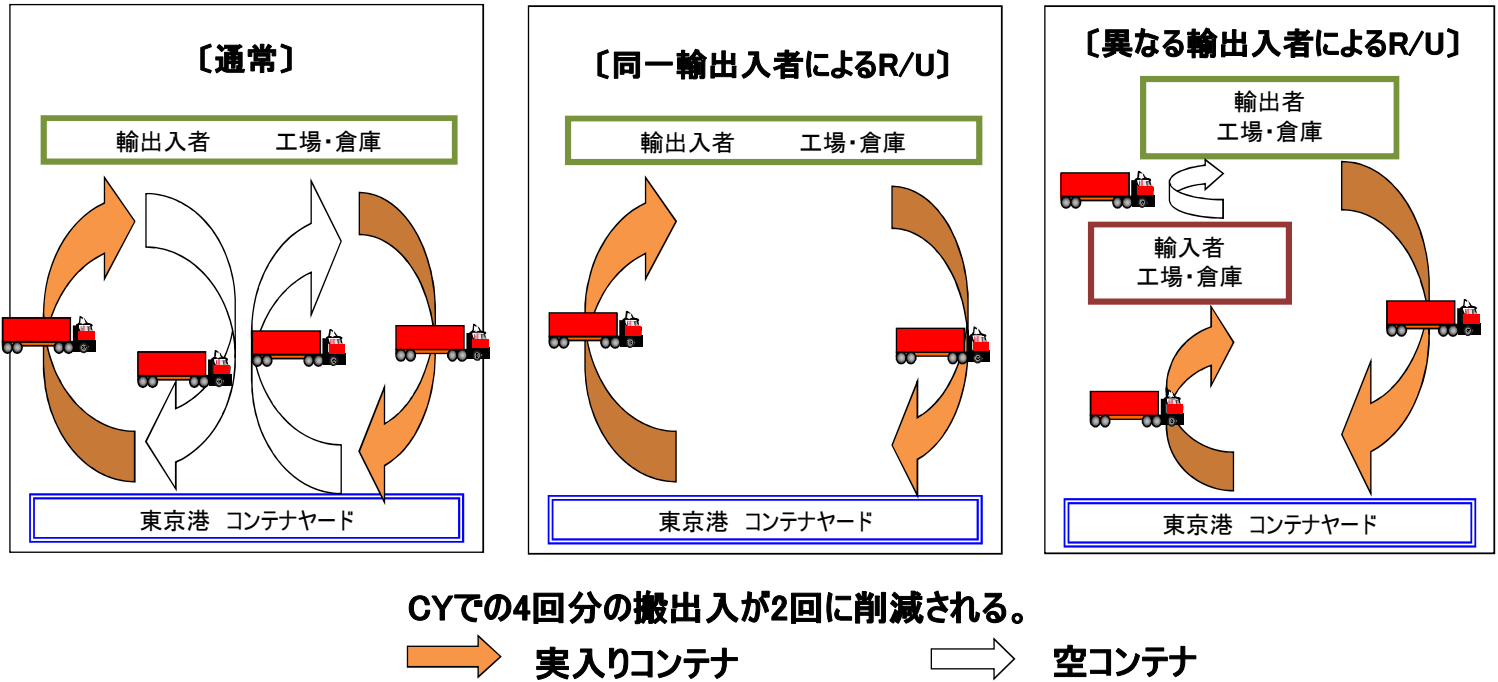 〔通常〕
輸出入者　　　工場・倉庫
東京港　コンテナヤード
〔同一輸出入者によるR/U〕
輸出入者　　　工場・倉庫
東京港　コンテナヤード
〔異なる輸出入者によるR/U〕
輸出者
工場・倉庫
輸入者
工場・倉庫
東京港　コンテナヤード
CYでの4回分の搬出入が2回に削減される。
実入りコンテナ
空コンテナ